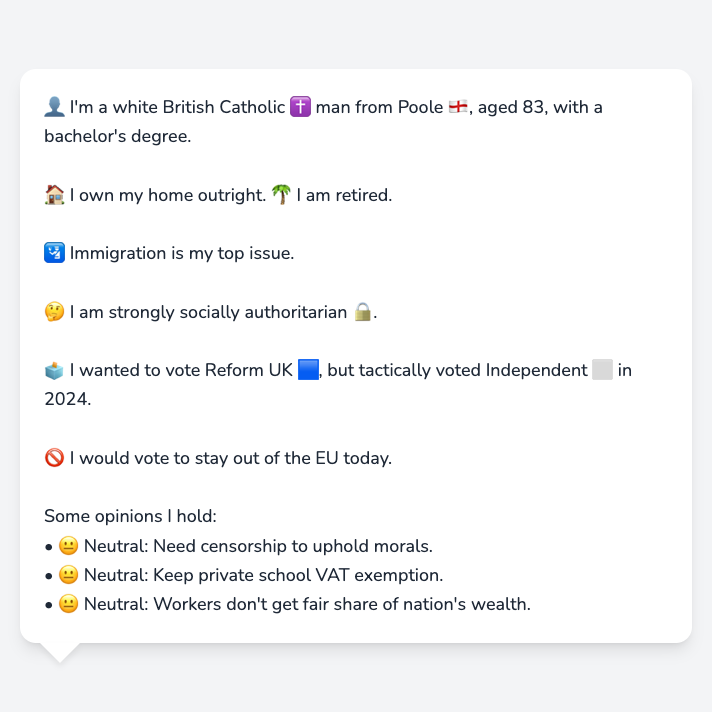 👤 I'm a white British Catholic ✝️ man from Poole 🏴󠁧󠁢󠁥󠁮󠁧󠁿, aged 83, with a
bachelor's degree.
🏠 I own my home outright. 🌴 I am retired.
🛂 Immigration is my top issue.
🤔 I am strongly socially authoritarian 🔒.
🗳️ I wanted to vote Reform UK 🟦, but tactically voted Independent ⬜ in
2024.
🚫 I would vote to stay out of the EU today.
Some opinions I hold:
• 😐 Neutral: Need censorship to uphold morals.
• 😐 Neutral: Keep private school VAT exemption.
• 😐 Neutral: Workers don't get fair share of nation's wealth.